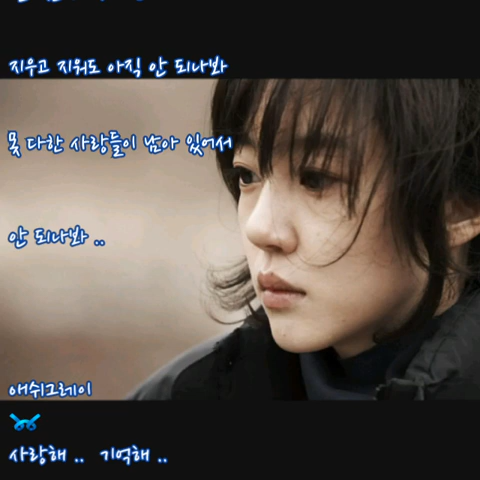 지우고 지워도 아직 안 되나봐
못 다한 사랑들이 남아 있어서
안 되나봐 ..
애쉬그레이
사랑해 .. 기억해 ..